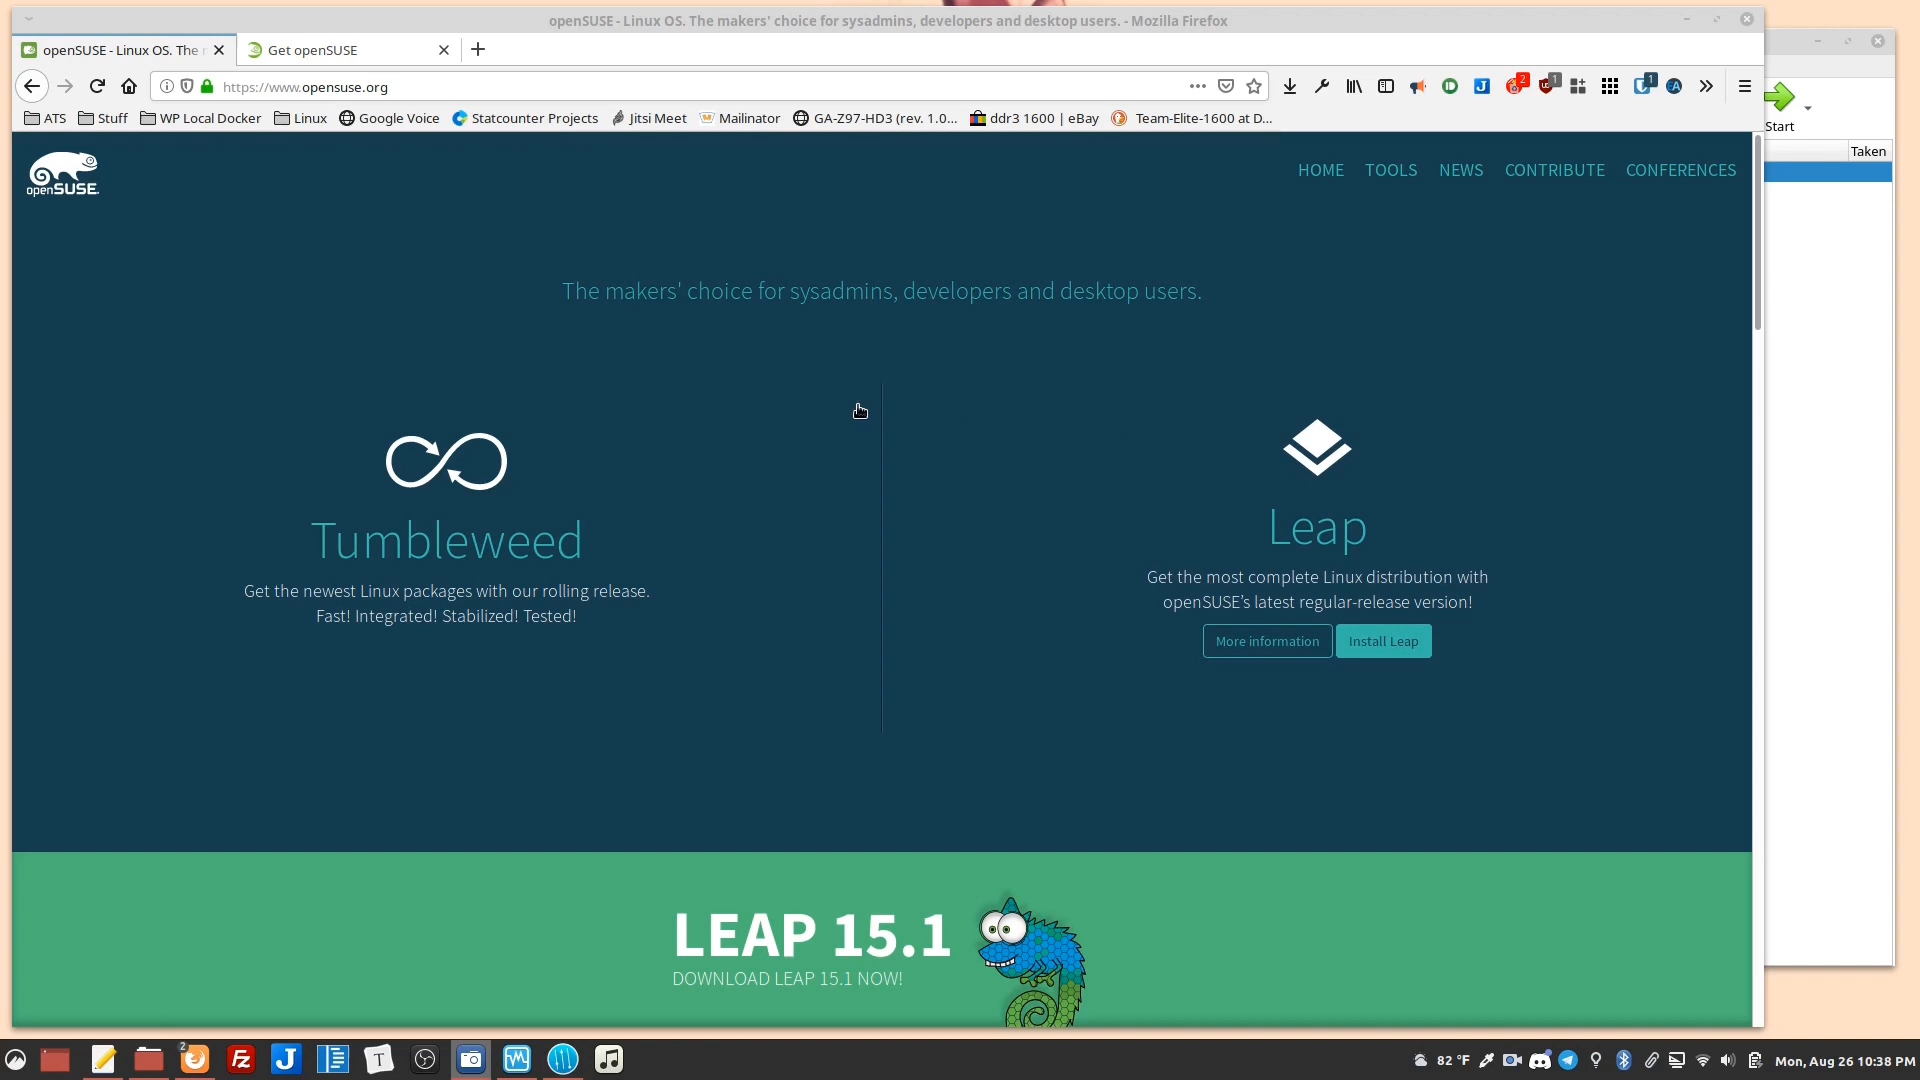 openSUSE - Linux OS. The makers' choice for sysadmins, developers and desktop users. - Mozilla Firefox
openSUSE - Linux OS. The
Get openSUSE
https://www.opensuse.org
2
1
1
Start
ATS
Stuff
WP Local Docker
Linux
Google Voice
Statcounter Projects
Jitsi Meet
Mailinator
GA-Z97-HD3 (rev. 1.0...
ddr3 1600 | eBay
Team-Elite-1600 at D...
Taken
openSUSE.
HOME
TOOLS
NEWS
CONTRIBUTE
CONFERENCES
The makers' choice for sysadmins, developers and desktop users.
Tumbleweed
Get the newest Linux packages with our rolling release.
Fast! Integrated! Stabilized! Tested!
Leap
Get the most complete Linux distribution with
openSUSE’s latest regular-release version!
More information
Install Leap
LEAP 15.1
DOWNLOAD LEAP 15.1 NOW!
2
Fz
J
T
82 °F
Mon, Aug 26 10:38 PM